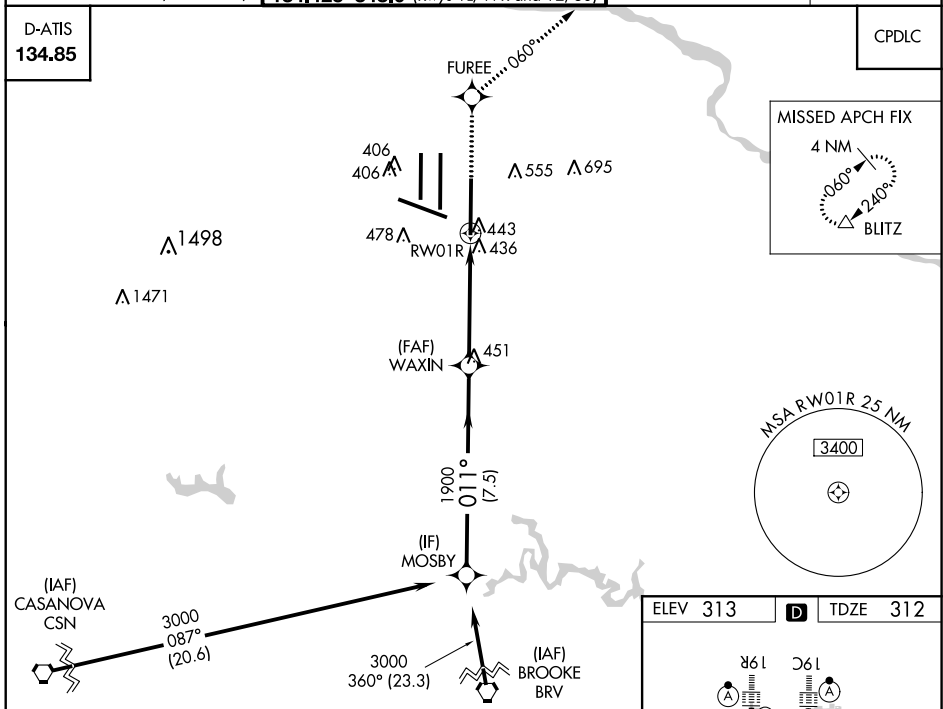 D-ATIS
134.85
CPDLC
060°
FUREE
MISSED APCH FIX
4 NM
060°
240°
BLITZ
406
406
555
695
478
443
RW01R
436
1498
1471
(FAF)
WAXIN
451
MSA RW01R 25 NM
3400
1900
011°
(7.5)
(IF)
MOSBY
(IAF)
CASANOVA
CSN
3000
087°
(20.6)
3000
360° (23.3)
(IAF)
BROOKE
BRV
ELEV 313
D
TDZE 312
19R
19C
A
A